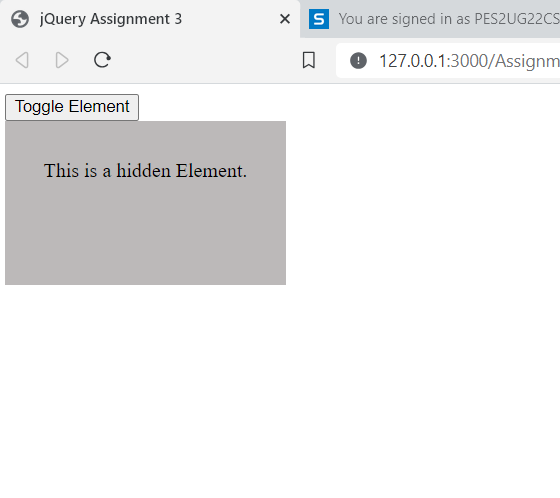 jQuery Assignment 3
S You are signed in as PES2UG22CS
127.0.0.1:3000/Assignm
Toggle Element
This is a hidden Element.